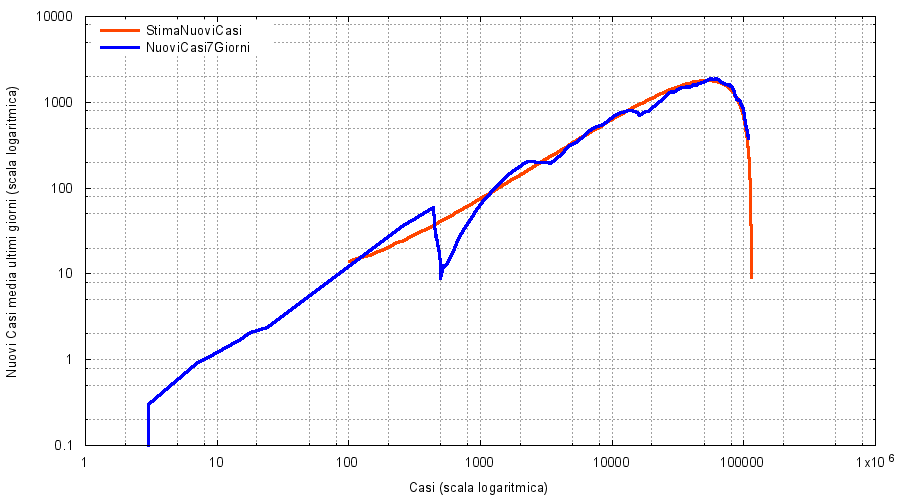 10000
1000
100
10
1
0.1
StimaNuoviCasi
NuoviCasi7Giorni
Nuovi Casi media ultimi giorni (scala logaritmica)
1 10 100 1000 10000 100000 1x10 6
Casi (scala logaritmica)